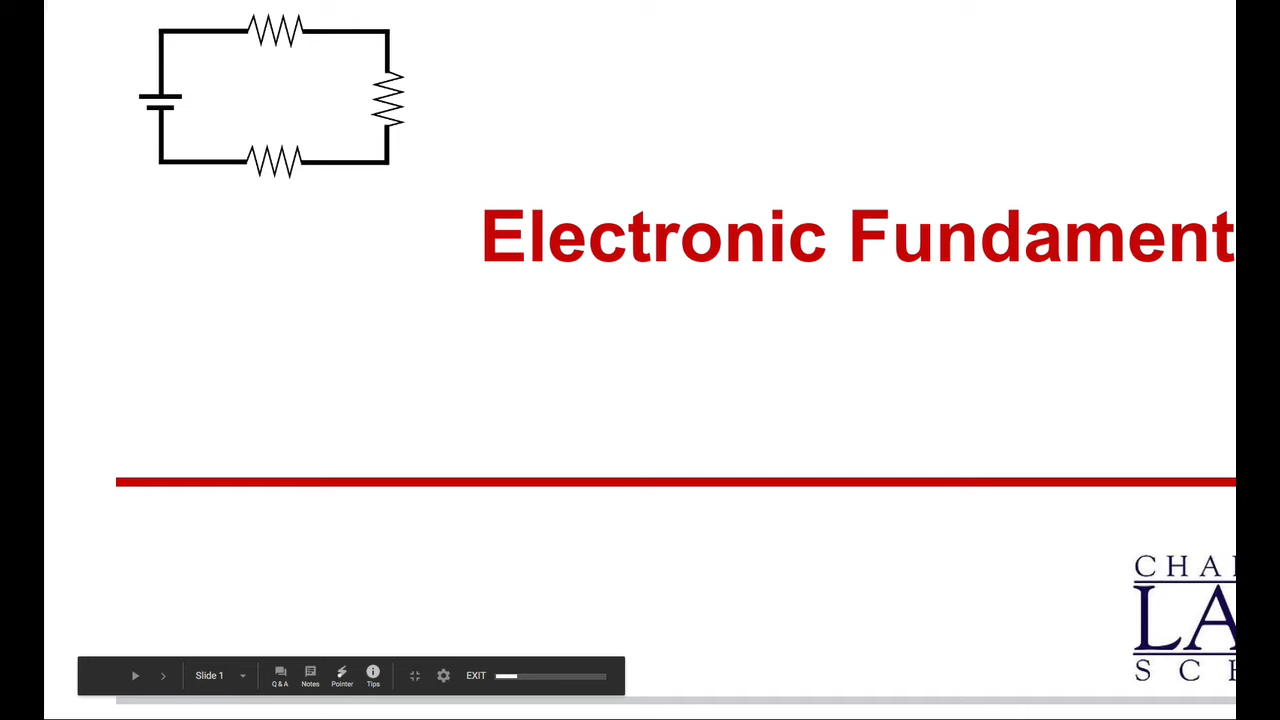 Electronic Fundament
CHA
LA
SC
Slide 1
Q & A
Notes
Pointer
Tips
EXIT